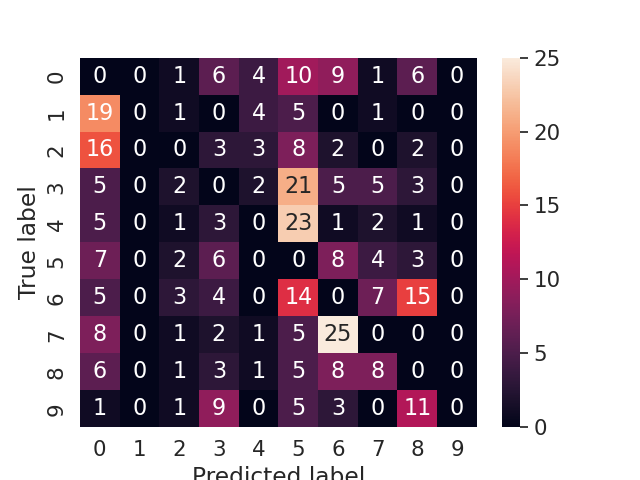 0 0 0 1 6 4 10 9 1 6 0
1 19 0 1 0 4 5 0 1 0 0
2 16 0 0 3 3 8 2 0 2 0
3 5 0 2 0 2 21 5 5 3 0
4 5 0 1 3 0 23 1 2 1 0
5 7 0 2 6 0 0 8 4 3 0
6 5 0 3 4 0 14 0 7 15 0
7 8 0 1 2 1 5 25 0 0 0
8 6 0 1 3 1 5 8 8 0 0
9 1 0 1 9 0 5 3 0 11 0
0 1 2 3 4 5 6 7 8 9
Predicted label
True label
25
20
15
10
5
0